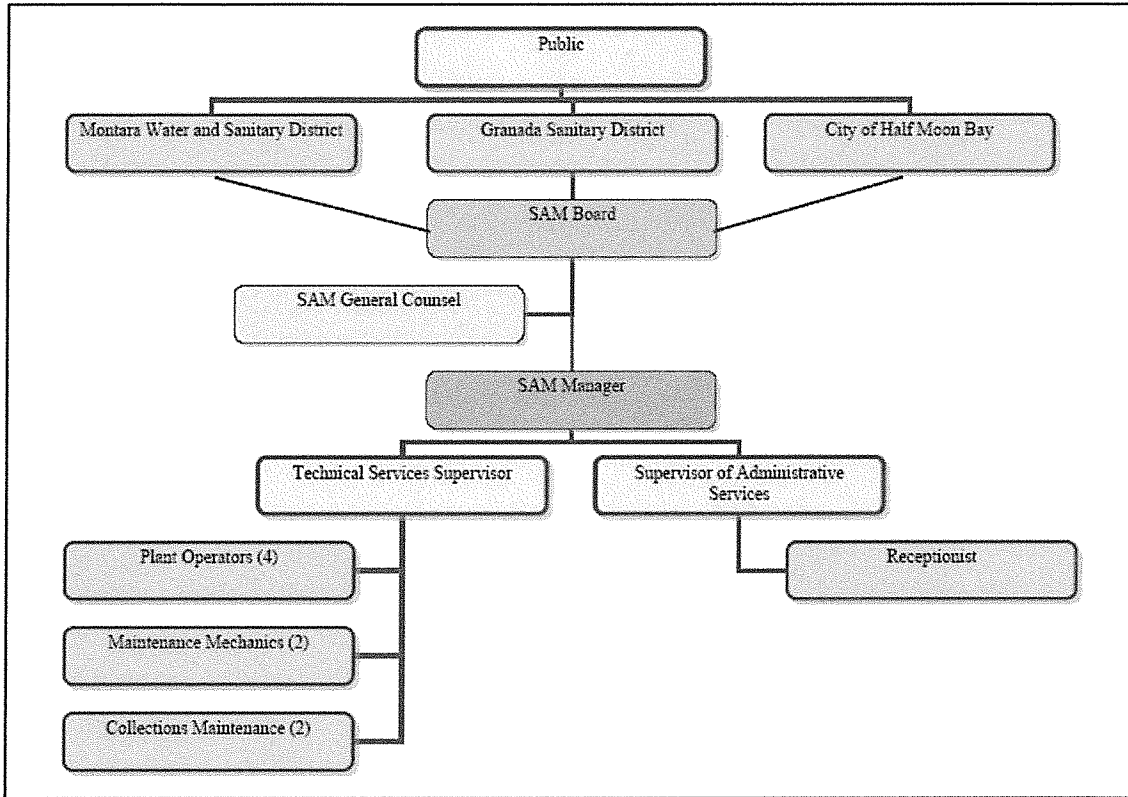 Public
Montara Water and Sanitary District
Granada Sanitary District
City of Half Moon Bay
SAM Board
SAM General Counsel
SAM Manager
Technical Services Supervisor
Supervisor of Administrative
Services
Plant Operators (4)
Receptionist
Maintenance Mechanics (2)
Collections Maintenance (2)